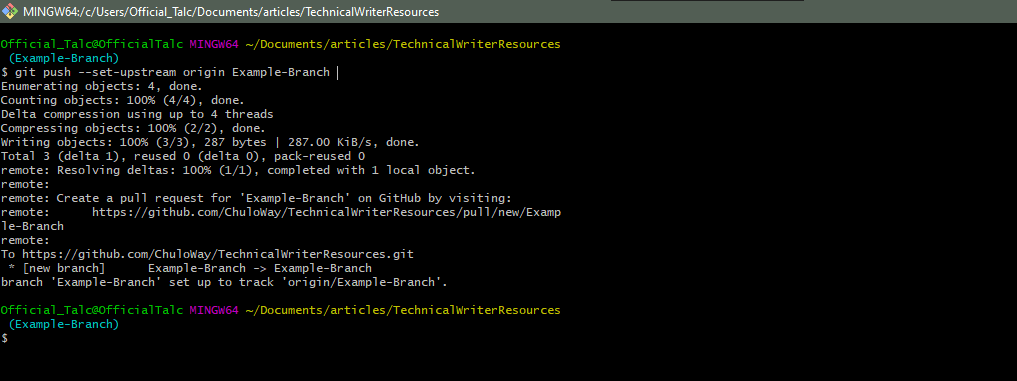 MINGW64:/c/Users/Official_Talc/Documents/articles/TechnicalWriterResources
Official_Talc@OfficialTalc MINGW64 ~/Documents/articles/TechnicalWriterResources
(Example-Branch)
$ git push --set-upstream origin Example-Branch
Enumerating objects: 4, done.
Counting objects: 100% (4/4), done.
Delta compression using up to 4 threads
Compressing objects: 100% (2/2), done.
Writing objects: 100% (3/3), 287 bytes | 287.00 KiB/s, done.
Total 3 (delta 1), reused 0 (delta 0), pack-reused 0
remote: Resolving deltas: 100% (1/1), completed with 1 local object.
remote:
remote: Create a pull request for 'Example-Branch' on GitHub by visiting:
remote:      https://github.com/ChuloWay/TechnicalWriterResources/pull/new/Examp
le-Branch
remote:
To https://github.com/ChuloWay/TechnicalWriterResources.git
 * [new branch]      Example-Branch -> Example-Branch
branch 'Example-Branch' set up to track 'origin/Example-Branch'.
Official_Talc@OfficialTalc MINGW64 ~/Documents/articles/TechnicalWriterResources
(Example-Branch)
$